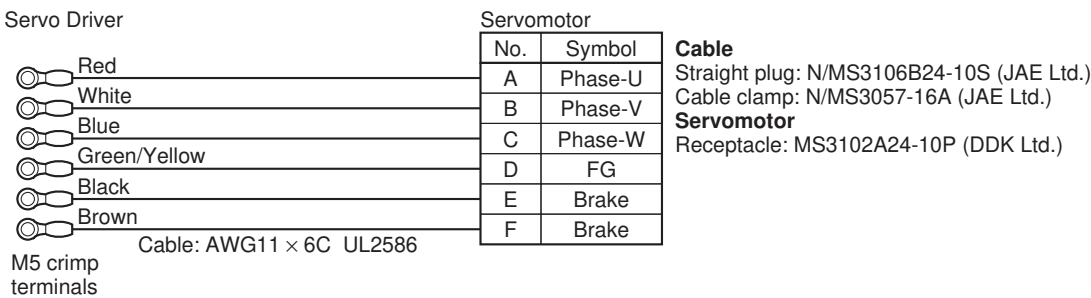 Servo Driver
Servomotor
No. Symbol
Red
A Phase-U
White
B Phase-V
Blue
C Phase-W
Green/Yellow
D FG
Black
E Brake
Brown
F Brake
Cable: AWG11 × 6C UL2586
M5 crimp
terminals
Cable
Straight plug: N/MS3106B24-10S (JAE Ltd.)
Cable clamp: N/MS3057-16A (JAE Ltd.)
Servomotor
Receptacle: MS3102A24-10P (DDK Ltd.)